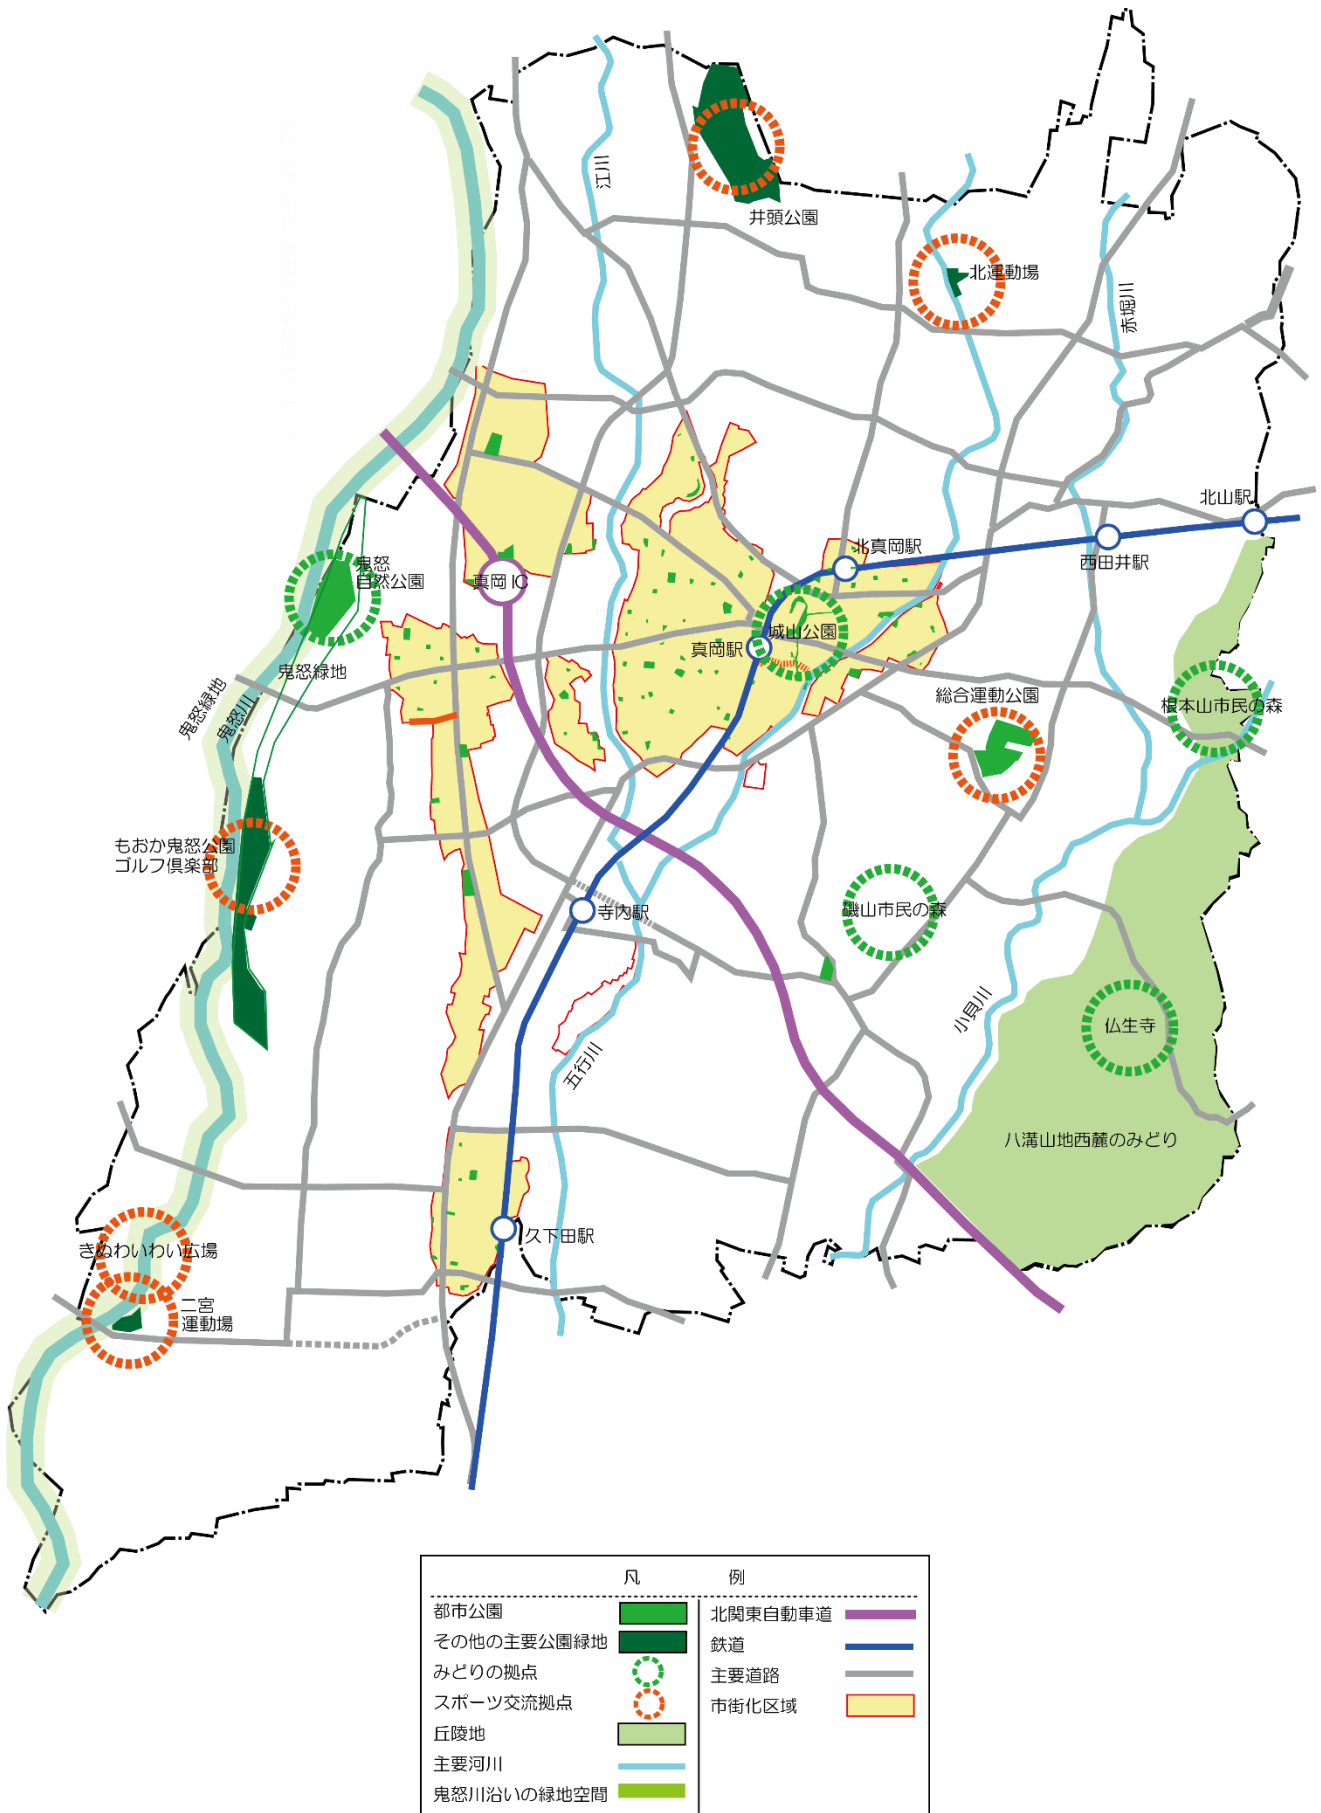 江川
井頭公園
北運動場
赤堀川
北山駅
北真岡駅
西田井駅
鬼怒
自然公園
真岡IC
城山公園
真岡駅
鬼怒緑地
鬼怒緑地
鬼怒川
総合運動公園
根本山市民の森
もおか鬼怒公園
ゴルフ倶楽部
寺内駅
磯山市民の森
小貝川
仏生寺
五行川
八溝山地西麓のみどり
久下田駅
きぬわいわい広場
二宮
運動場
凡 例
都市公園
その他の主要公園緑地
みどりの拠点
スポーツ交流拠点
丘陵地
主要河川
鬼怒川沿いの緑地空間
北関東自動車道
鉄道
主要道路
市街化区域